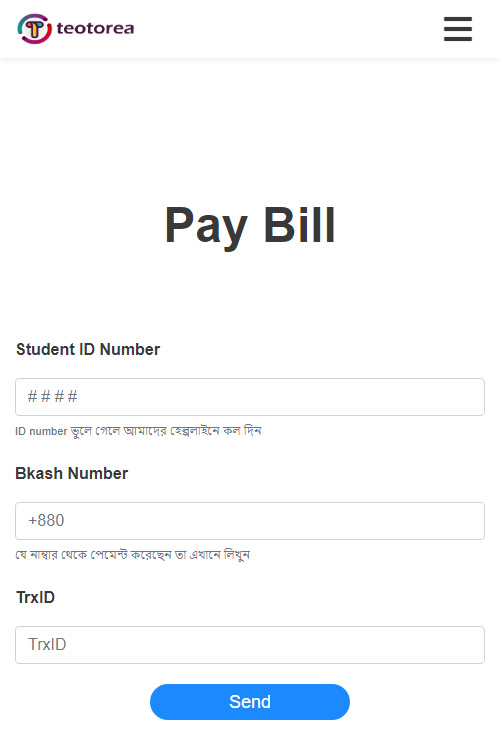 teotorea
Pay Bill
Student ID Number
# # # #
ID number ভুলে গেলে আমাদের হেল্পলাইনে কল দিন
Bkash Number
+880
যে নাম্বার থেকে পেমেন্ট করেছেন তা এখানে লিখুন
TrxID
TrxID
Send